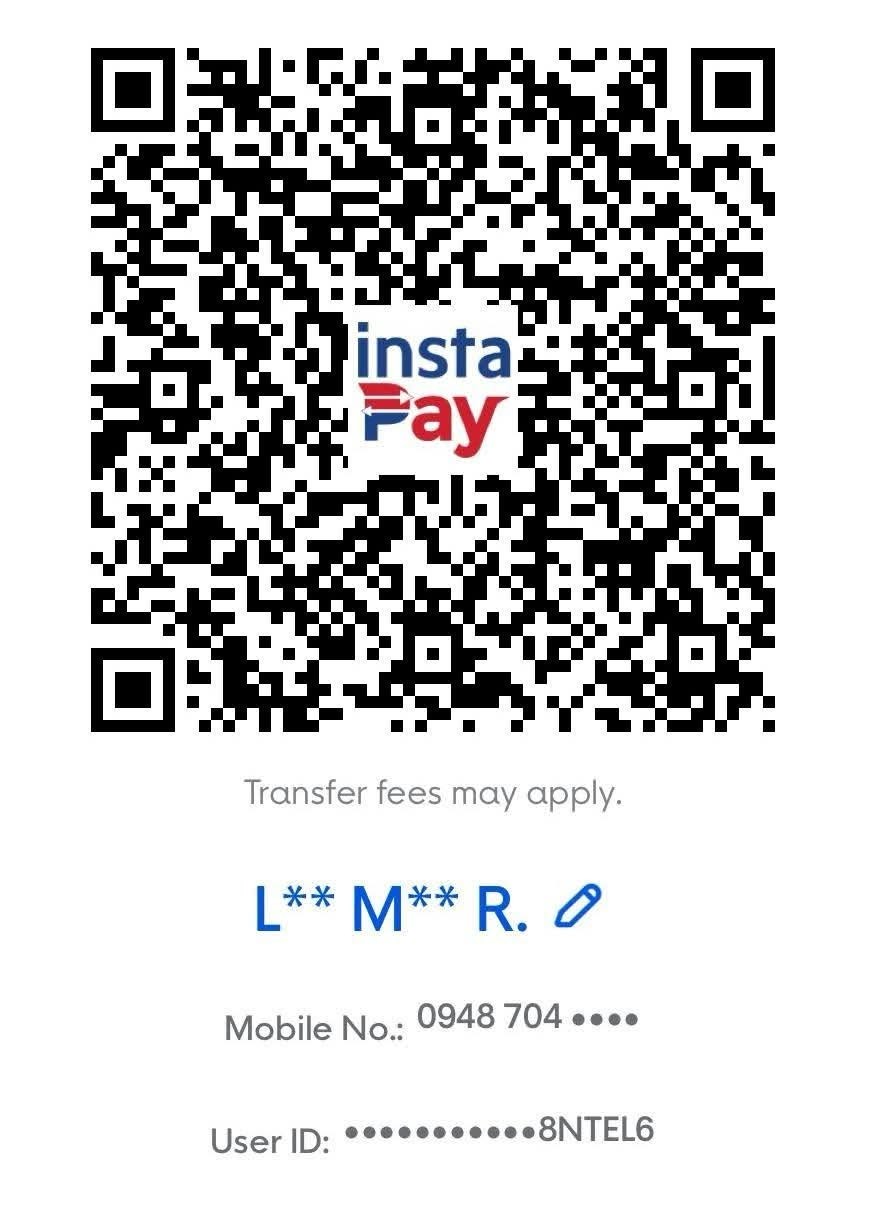 insta
Pay
Transfer fees may apply.
L** M** R.
Mobile No.: 0948 704 ••••
User ID: •••••••••••8NTEL6